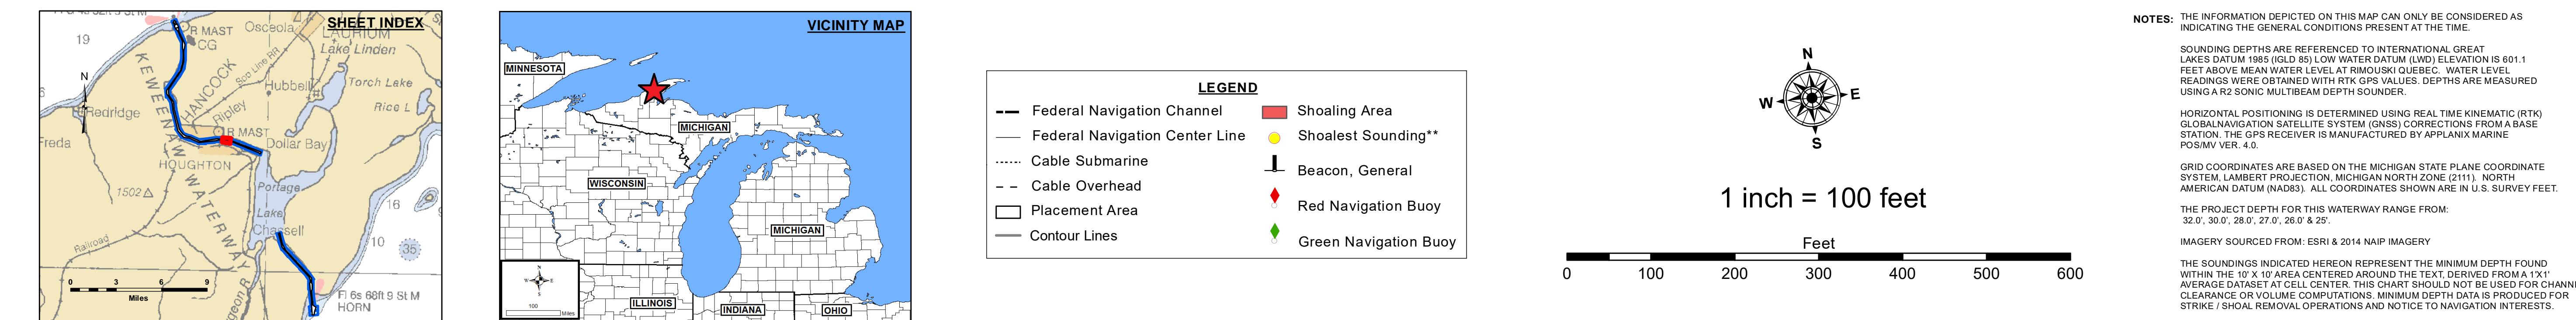 SHEET INDEX
19
R MAST
CG
Osceola
LAURIUM
Lake Linden
KEWEENAW WATERWAY
HANCOCK
Soo Line RR
Hubbell
Torch Lake
Rice L
N
Redridge
Ripley
R MAST
Freda
Dollar Bay
HOUGHTON
1502
Portage
Lake
Chassell
16
10
35
Railroad
0 3 6 9
Miles
Fl 6s 68ft 9 St M
HORN
VICINITY MAP
MINNESOTA
MICHIGAN
WISCONSIN
MICHIGAN
ILLINOIS
INDIANA
OHIO
N
W
E
S
100
Miles
LEGEND
Federal Navigation Channel
Federal Navigation Center Line
Cable Submarine
Cable Overhead
Placement Area
Contour Lines
Shoaling Area
Shoalest Sounding**
Beacon, General
Red Navigation Buoy
Green Navigation Buoy
N
W
E
S
1 inch = 100 feet
Feet
0 100 200 300 400 500 600
NOTES: THE INFORMATION DEPICTED ON THIS MAP CAN ONLY BE CONSIDERED AS
INDICATING THE GENERAL CONDITIONS PRESENT AT THE TIME.
SOUNDING DEPTHS ARE REFERENCED TO INTERNATIONAL GREAT
LAKES DATUM 1985 (IGLD 85) LOW WATER DATUM (LWD) ELEVATION IS 601.1
FEET ABOVE MEAN WATER LEVEL AT RIMOUSKI QUEBEC. WATER LEVEL
READINGS WERE OBTAINED WITH RTK GPS VALUES. DEPTHS ARE MEASURED
USING A R2 SONIC MULTIBEAM DEPTH SOUNDER.
HORIZONTAL POSITIONING IS DETERMINED USING REAL TIME KINEMATIC (RTK)
GLOBALNAVIGATION SATELLITE SYSTEM (GNSS) CORRECTIONS FROM A BASE
STATION. THE GPS RECEIVER IS MANUFACTURED BY APPLANIX MARINE
POS/MV VER. 4.0.
GRID COORDINATES ARE BASED ON THE MICHIGAN STATE PLANE COORDINATE
SYSTEM, LAMBERT PROJECTION, MICHIGAN NORTH ZONE (2111). NORTH
AMERICAN DATUM (NAD83). ALL COORDINATES SHOWN ARE IN U.S. SURVEY FEET.
THE PROJECT DEPTH FOR THIS WATERWAY RANGE FROM:
32.0', 30.0', 28.0', 27.0', 26.0' & 25'.
IMAGERY SOURCED FROM: ESRI & 2014 NAIP IMAGERY
THE SOUNDINGS INDICATED HEREON REPRESENT THE MINIMUM DEPTH FOUND
WITHIN THE 10' X 10' AREA CENTERED AROUND THE TEXT, DERIVED FROM A 1'X1'
AVERAGE DATASET AT CELL CENTER. THIS CHART SHOULD NOT BE USED FOR CHANN
CLEARANCE OR VOLUME COMPUTATIONS. MINIMUM DEPTH DATA IS PRODUCED FOR
STRIKE / SHOAL REMOVAL OPERATIONS AND NOTICE TO NAVIGATION INTERESTS.